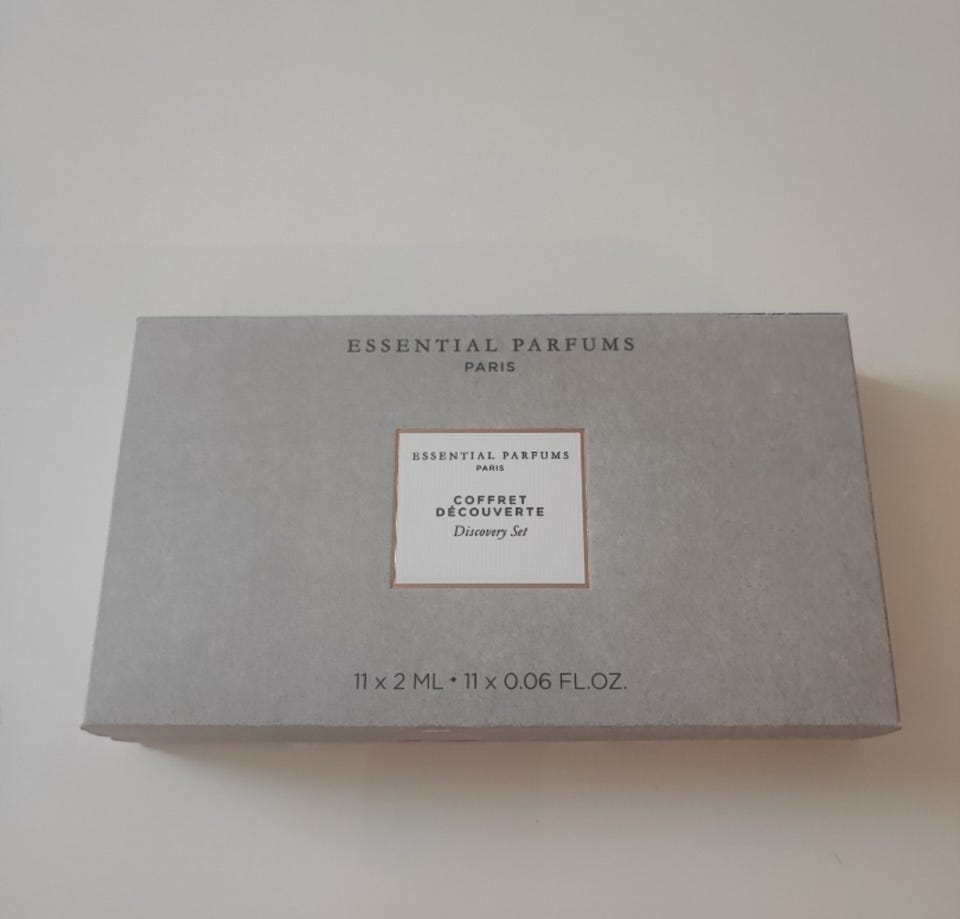 ESSENTIAL PARFUMS
PARIS
ESSENTIAL PARFUMS
PARIS
COFFRET
DÉCOUVERTE
Discovery Set
11 x 2 ML • 11 x 0.06 FL.OZ.